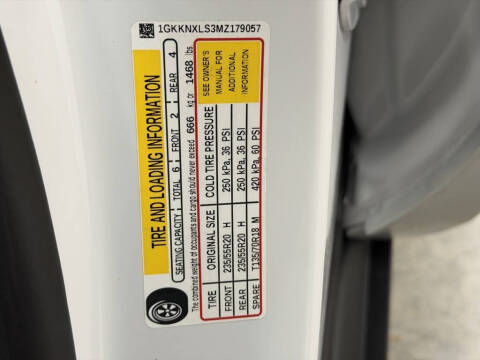 1GKKNXLS3MZ179057
TIRE AND LOADING INFORMATION
SEATING CAPACITY TOTAL 6 FRONT 2 REAR 4
The combined weight of occupants and cargo should never exceed 666 kg or 1468 lbs.
TIRE ORIGINAL SIZE COLD TIRE PRESSURE
FRONT 235/55R20 H 250 kPa, 36 PSI
REAR 235/55R20 H 250 kPa, 36 PSI
SPARE T135/70R18 M 420 kPa, 60 PSI
SEE OWNER'S
MANUAL FOR
ADDITIONAL
INFORMATION